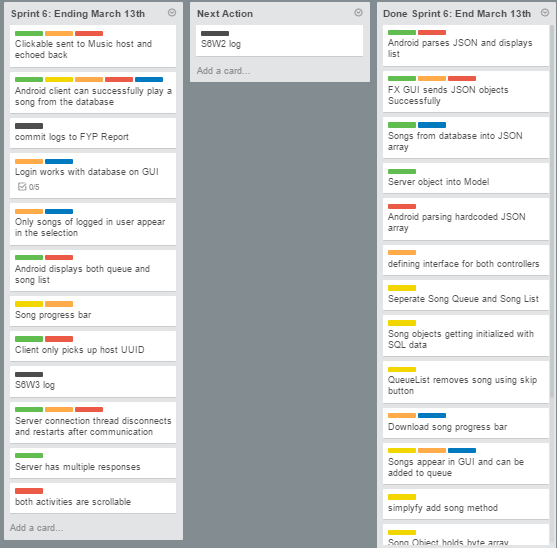 Sprint 6: Ending March 13th
Clickable sent to Music host and
echoed back
Android client can successfully play a
song from the database
commit logs to FYP Report
Login works with database on GUI
0/5
Only songs of logged in user appear
in the selection
Android displays both queue and
song list
Song progress bar
Client only picks up host UUID
S6W3 log
Server connection thread disconnects
and restarts after communication
Server has multiple responses
both activities are scrollable
Add a card...
Next Action
S6W2 log
Add a card...
Done Sprint 6: End March 13th
Android parses JSON and displays
list
FX GUI sends JSON objects
Successfully
Songs from database into JSON
array
Server object into Model
Android parsing hardcoded JSON
array
defining interface for both controllers
Seperate Song Queue and Song List
Song objects getting initialized with
SQL data
QueueList removes song using skip
button
Download song progress bar
Songs appear in GUI and can be
added to queue
simplyfy add song method
Song Object holds byte array